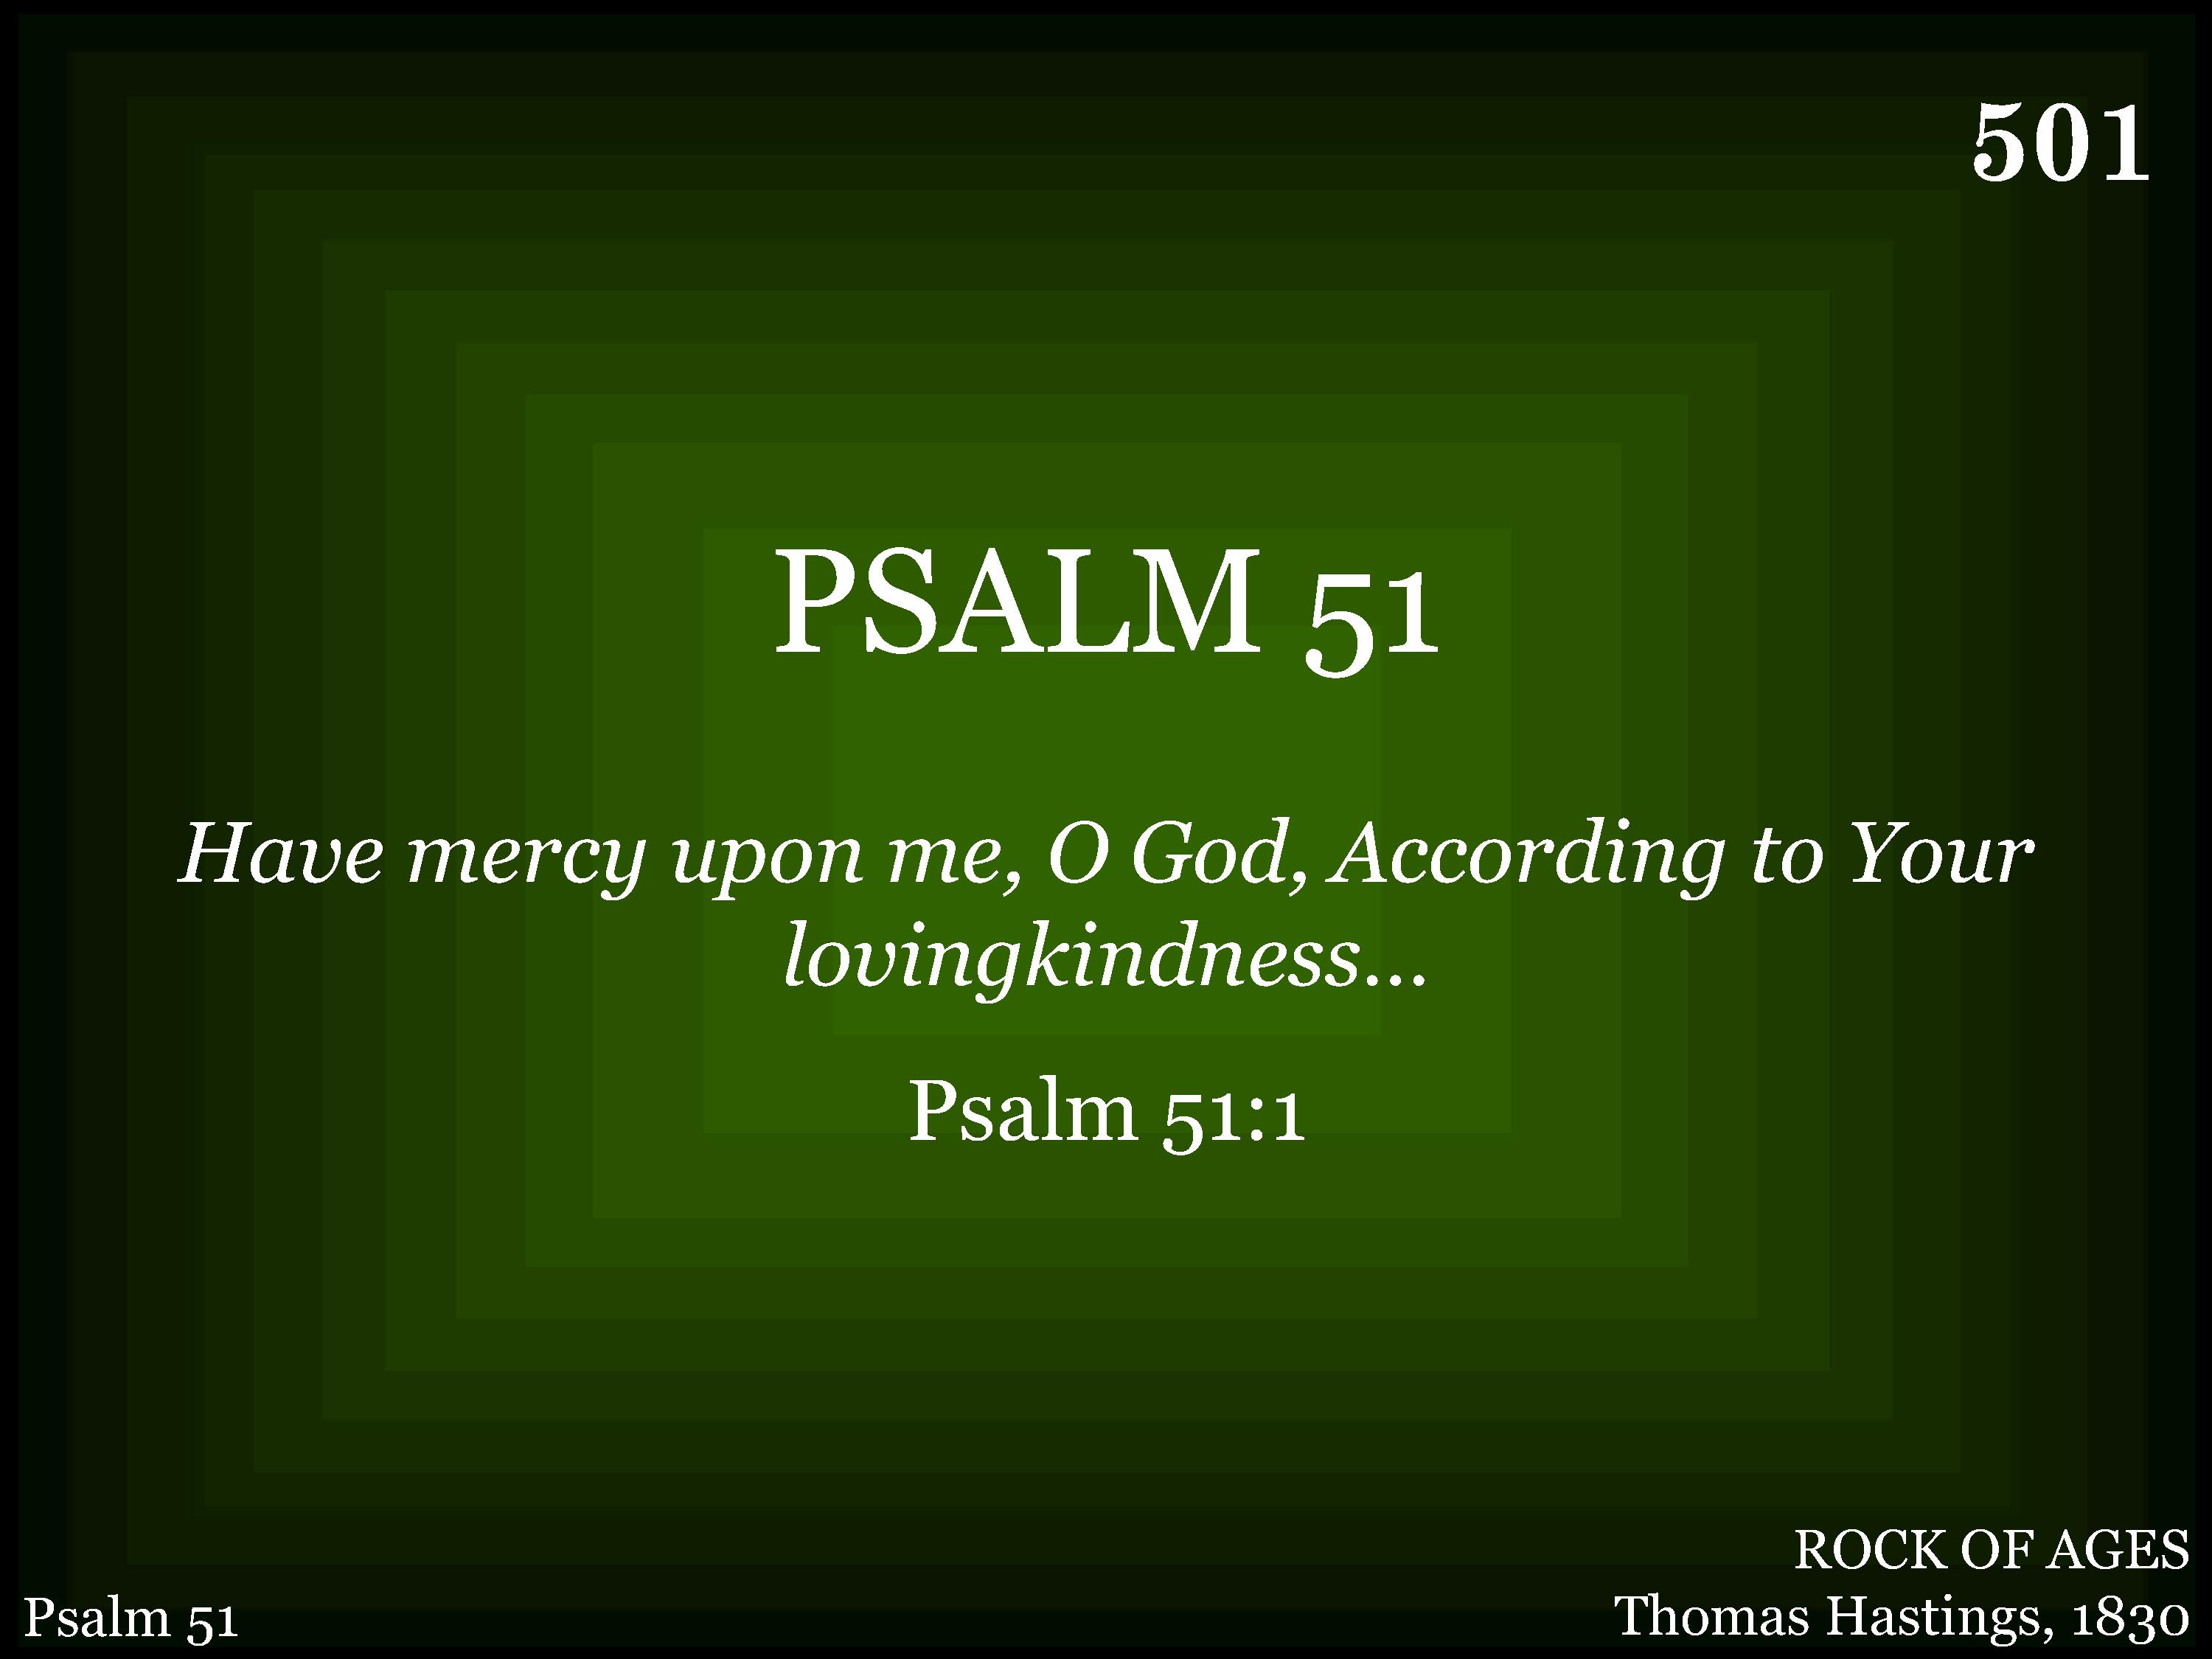 501
PSALM 51
Have mercy upon me, O God, According to Your
lovingkindness...
Psalm 51:1
ROCK OF AGES
Psalm 51
Thomas Hastings, 1830